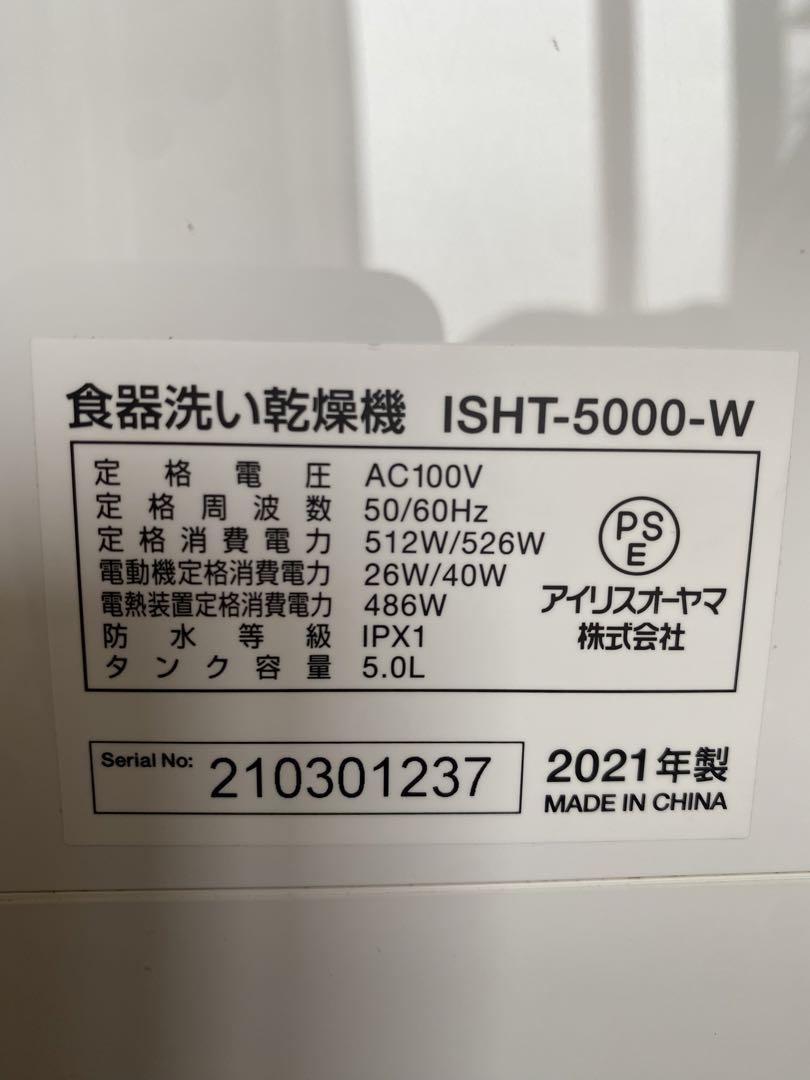 食器洗い乾燥機 ISHT-5000-W
定格電圧 AC100V
定格周波数 50/60Hz
定格消費電力 512W/526W
電動機定格消費電力 26W/40W
電熱装置定格消費電力 486W
防水等級 IPX1
タンク容量 5.0L
PS
E
アイリスオーヤマ
株式会社
Serial No: 210301237
2021年製
MADE IN CHINA